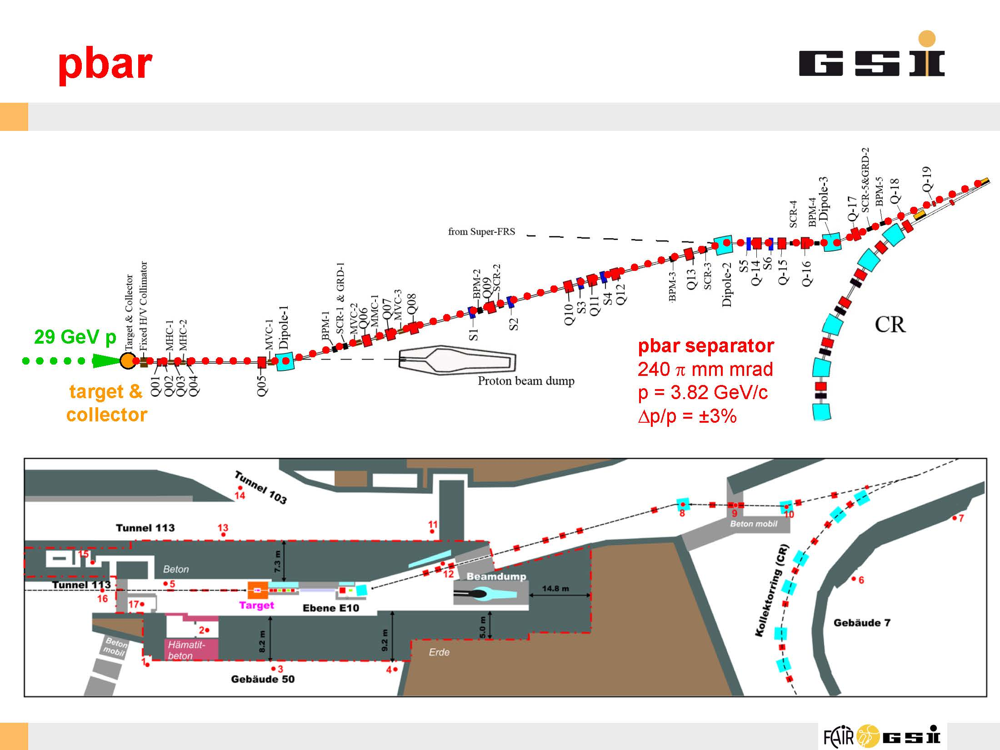 pbar
GSI
Target & Collector
Fixed H/V Collimator
MHC-1
MHC-2
Q01
Q02
Q03
Q04
Q05
MVC-1
Dipole-1
BPM-1
SCR-1 & GRD-1
MVC-2
Q06
MMC-1
Q07
MVC-3
Q08
S1
BPM-2
Q09
SCR-2
S2
Q10
S3
Q11
S4
Q12
BPM-3
Q13
SCR-3
Dipole-2
S5
Q-14
S6
Q-15
SCR-4
Q-16
BPM-4
Dipole-3
Q-17
SCR-5&GRD-2
BPM-5
Q-18
Q-19
from Super-FRS
CR
29 GeV p
target &
collector
Proton beam dump
pbar separator
240 π mm mrad
p = 3.82 GeV/c
Δp/p = ±3%
Tunnel 103
14
Tunnel 113
13
11
15
Beton
7.3 m
12
Beamdump
14.8 m
8
9
10
Beton mobil
7
6
Tunnel 113
5
16
17
Target
Ebene E10
2
Hämatit-
beton
8.2 m
9.2 m
5.0 m
Erde
Beton
mobil
1
3
4
Gebäude 50
Kollektorring (CR)
Gebäude 7
FAIR
GSI